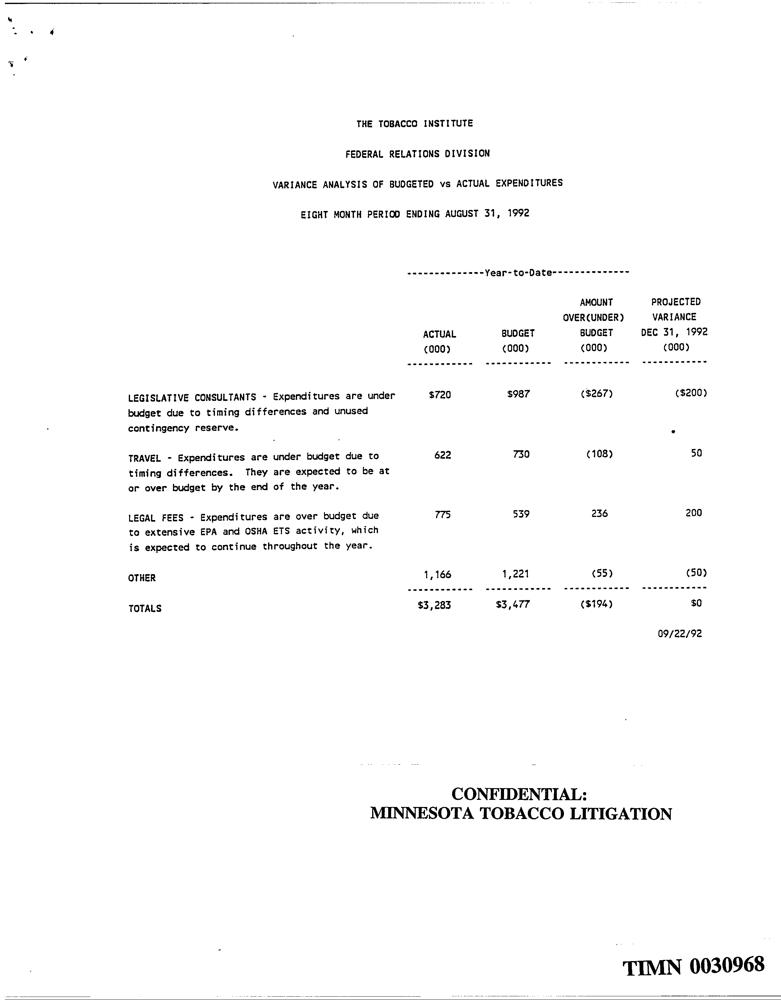 THE TOBACCO INSTITUTE
FEDERAL RELATIONS DIVISION
VARIANCE ANALYSIS OF BUDGETED vs ACTUAL EXPENDITURES
EIGHT MONTH PERIOD ENDING AUGUST 31, 1992
--------------Year-to-Date--------------
AMOUNT PROJECTED
OVER(UNDER) VARIANCE
ACTUAL BUDGET BUDGET DEC 31, 1992
(000) (000) (000) (000)
------------ ------------ ------------ ------------
LEGISLATIVE CONSULTANTS - Expenditures are under $720 $987 ($267) ($200)
budget due to timing differences and unused
contingency reserve.
TRAVEL - Expenditures are under budget due to 622 730 (108) 50
timing differences. They are expected to be at
or over budget by the end of the year.
LEGAL FEES - Expenditures are over budget due 775 539 236 200
to extensive EPA and OSHA ETS activity, which
is expected to continue throughout the year.
OTHER 1,166 1,221 (55) (50)
------------ ------------ ------------ ------------
TOTALS $3,283 $3,477 ($194) $0
09/22/92
CONFIDENTIAL:
MINNESOTA TOBACCO LITIGATION
TIMN 0030968